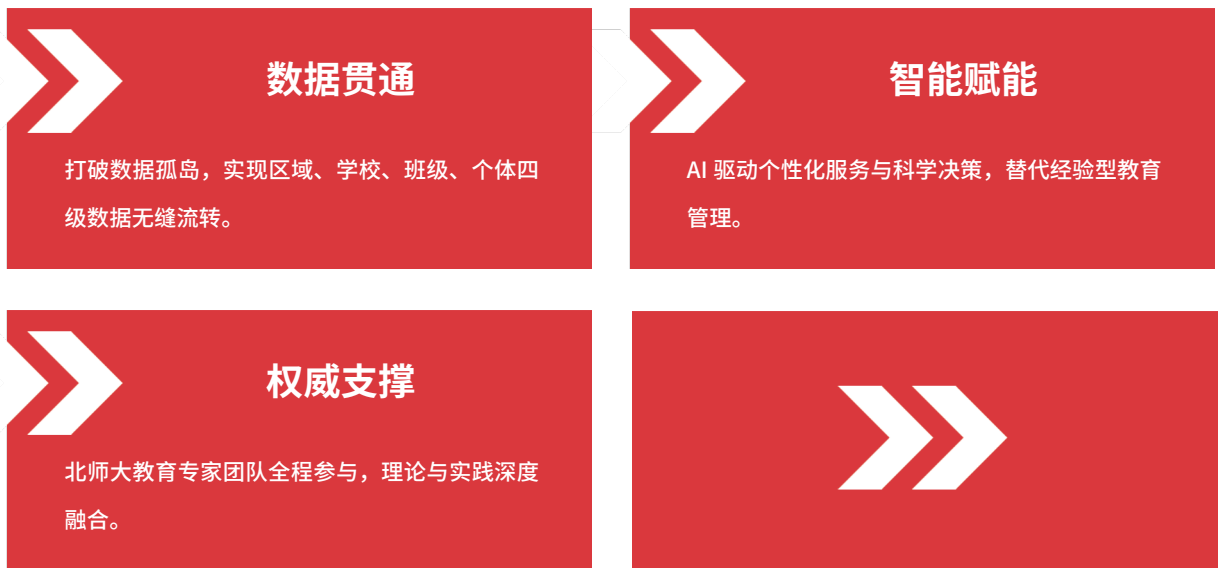 数据贯通
打破数据孤岛，实现区域、学校、班级、个体四
级数据无缝流转。
智能赋能
AI 驱动个性化服务与科学决策，替代经验型教育
管理。
权威支撑
北师大教育专家团队全程参与，理论与实践深度
融合。